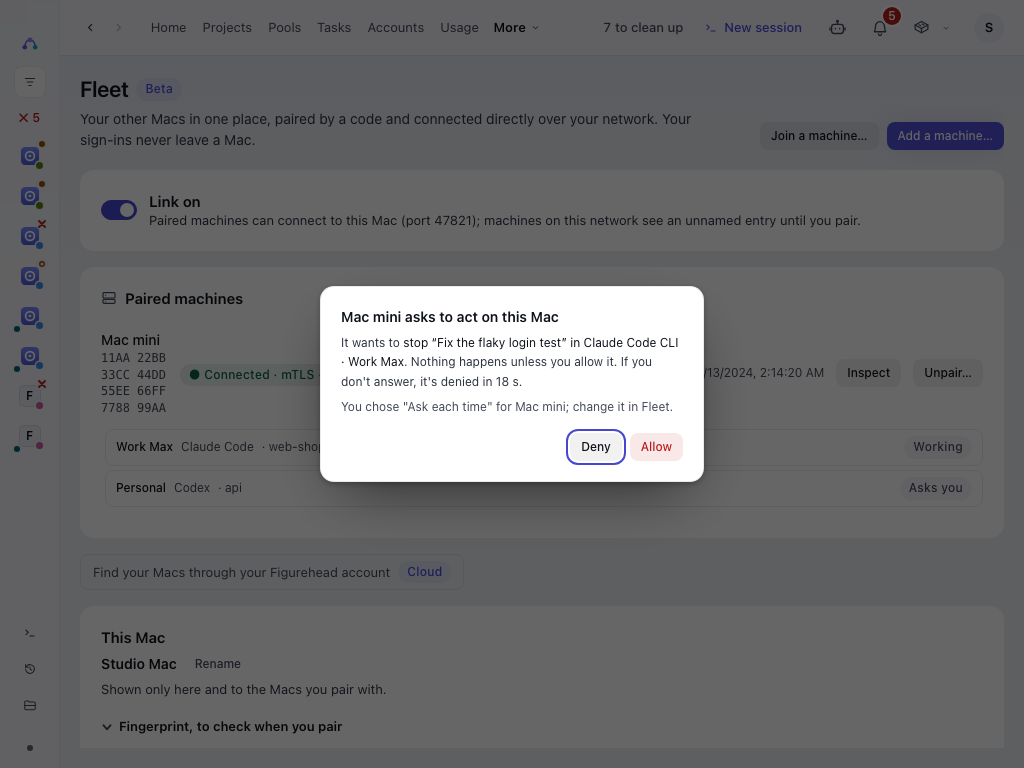 Home Projects Pools Tasks Accounts Usage More 7 to clean up New session 5 S
5
Fleet Beta
Your other Macs in one place, paired by a code and connected directly over your network. Your
sign-ins never leave a Mac.
Join a machine… Add a machine…
Link on
Paired machines can connect to this Mac (port 47821); machines on this network see an unnamed entry until you pair.
Paired machines
Mac mini
11AA 22BB
33CC 44DD
55EE 66FF
7788 99AA
Connected · mTLS ·
/13/2024, 2:14:20 AM Inspect Unpair…
Mac mini asks to act on this Mac
It wants to stop “Fix the flaky login test” in Claude Code CLI
· Work Max. Nothing happens unless you allow it. If you
don't answer, it's denied in 18 s.
You chose "Ask each time" for Mac mini; change it in Fleet.
Deny Allow
F
F
Work Max Claude Code · web-shop Working
Personal Codex · api Asks you
Find your Macs through your Figurehead account Cloud
This Mac
Studio Mac Rename
Shown only here and to the Macs you pair with.
Fingerprint, to check when you pair